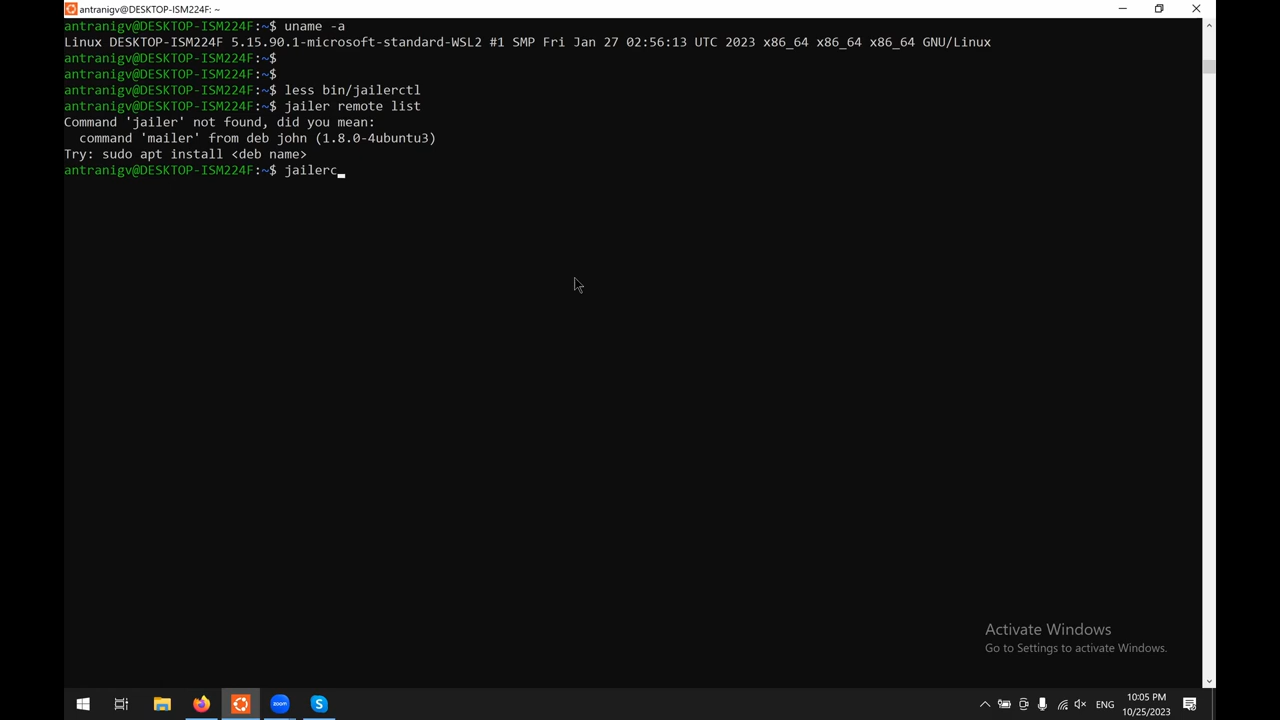 antranigv@DESKTOP-ISM224F: ~
antranigv@DESKTOP-ISM224F:~$ uname -a
Linux DESKTOP-ISM224F 5.15.90.1-microsoft-standard-WSL2 #1 SMP Fri Jan 27 02:56:13 UTC 2023 x86_64 x86_64 x86_64 GNU/Linux
antranigv@DESKTOP-ISM224F:~$
antranigv@DESKTOP-ISM224F:~$
antranigv@DESKTOP-ISM224F:~$ less bin/jailerctl
antranigv@DESKTOP-ISM224F:~$ jailer remote list
Command 'jailer' not found, did you mean:
  command 'mailer' from deb john (1.8.0-4ubuntu3)
Try: sudo apt install <deb name>
antranigv@DESKTOP-ISM224F:~$ jailerc_
Activate Windows
Go to Settings to activate Windows.
zoom
ENG
10:05 PM
10/25/2023